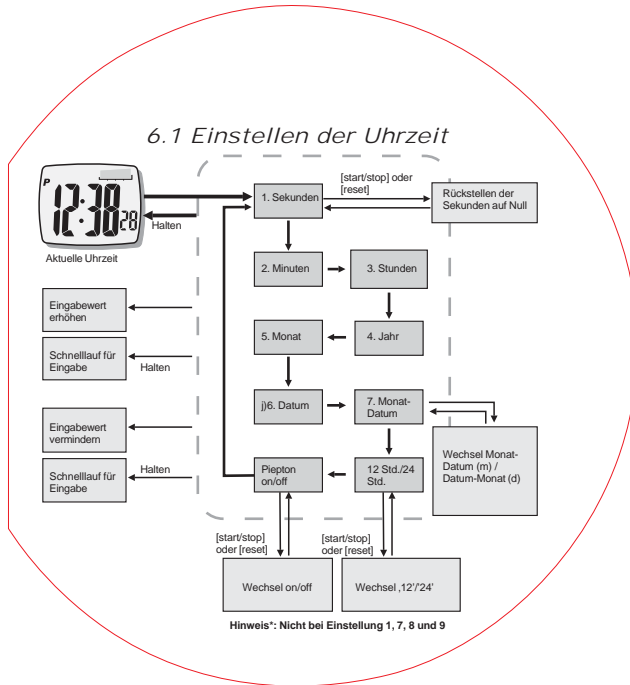 6.1 Einstellen der Uhrzeit
P
12:38 28
Halten
Aktuelle Uhrzeit
1. Sekunden
[start/stop] oder
[reset]
Rückstellen der
Sekunden auf Null
2. Minuten
3. Stunden
Eingabewert
erhöhen
5. Monat
4. Jahr
Schnelllauf für
Eingabe
Halten
j)6. Datum
7. Monat-
Datum
Eingabewert
vermindern
Wechsel Monat-
Datum (m) /
Datum-Monat (d)
Schnelllauf für
Eingabe
Halten
Piepton
on/off
12 Std./24
Std.
[start/stop]
oder [reset]
[start/stop]
oder [reset]
Wechsel on/off
Wechsel ‚12'/'24'
Hinweis*: Nicht bei Einstellung 1, 7, 8 und 9